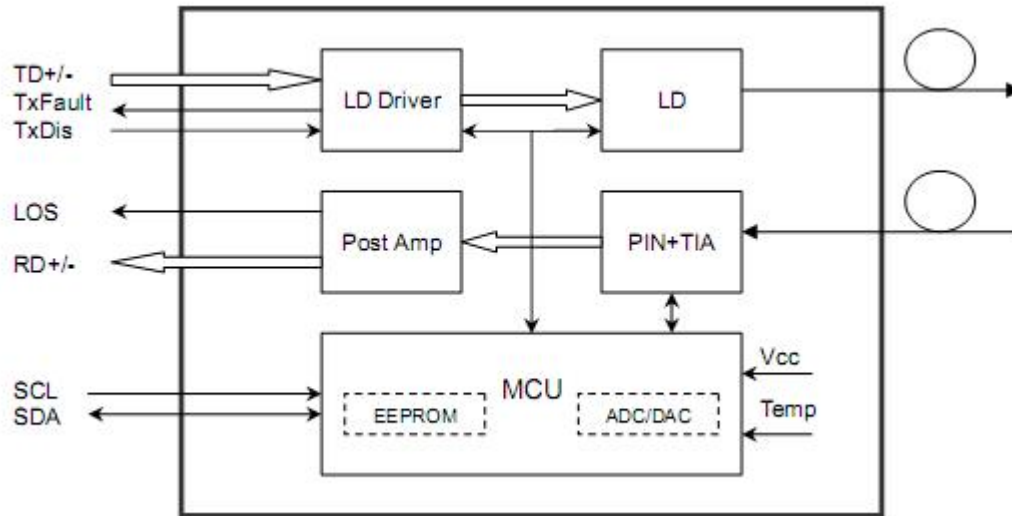 TD+/-
TxFault
TxDis
LD Driver
LD
LOS
RD+/-
Post Amp
PIN+TIA
SCL
SDA
MCU
EEPROM
ADC/DAC
Vcc
Temp